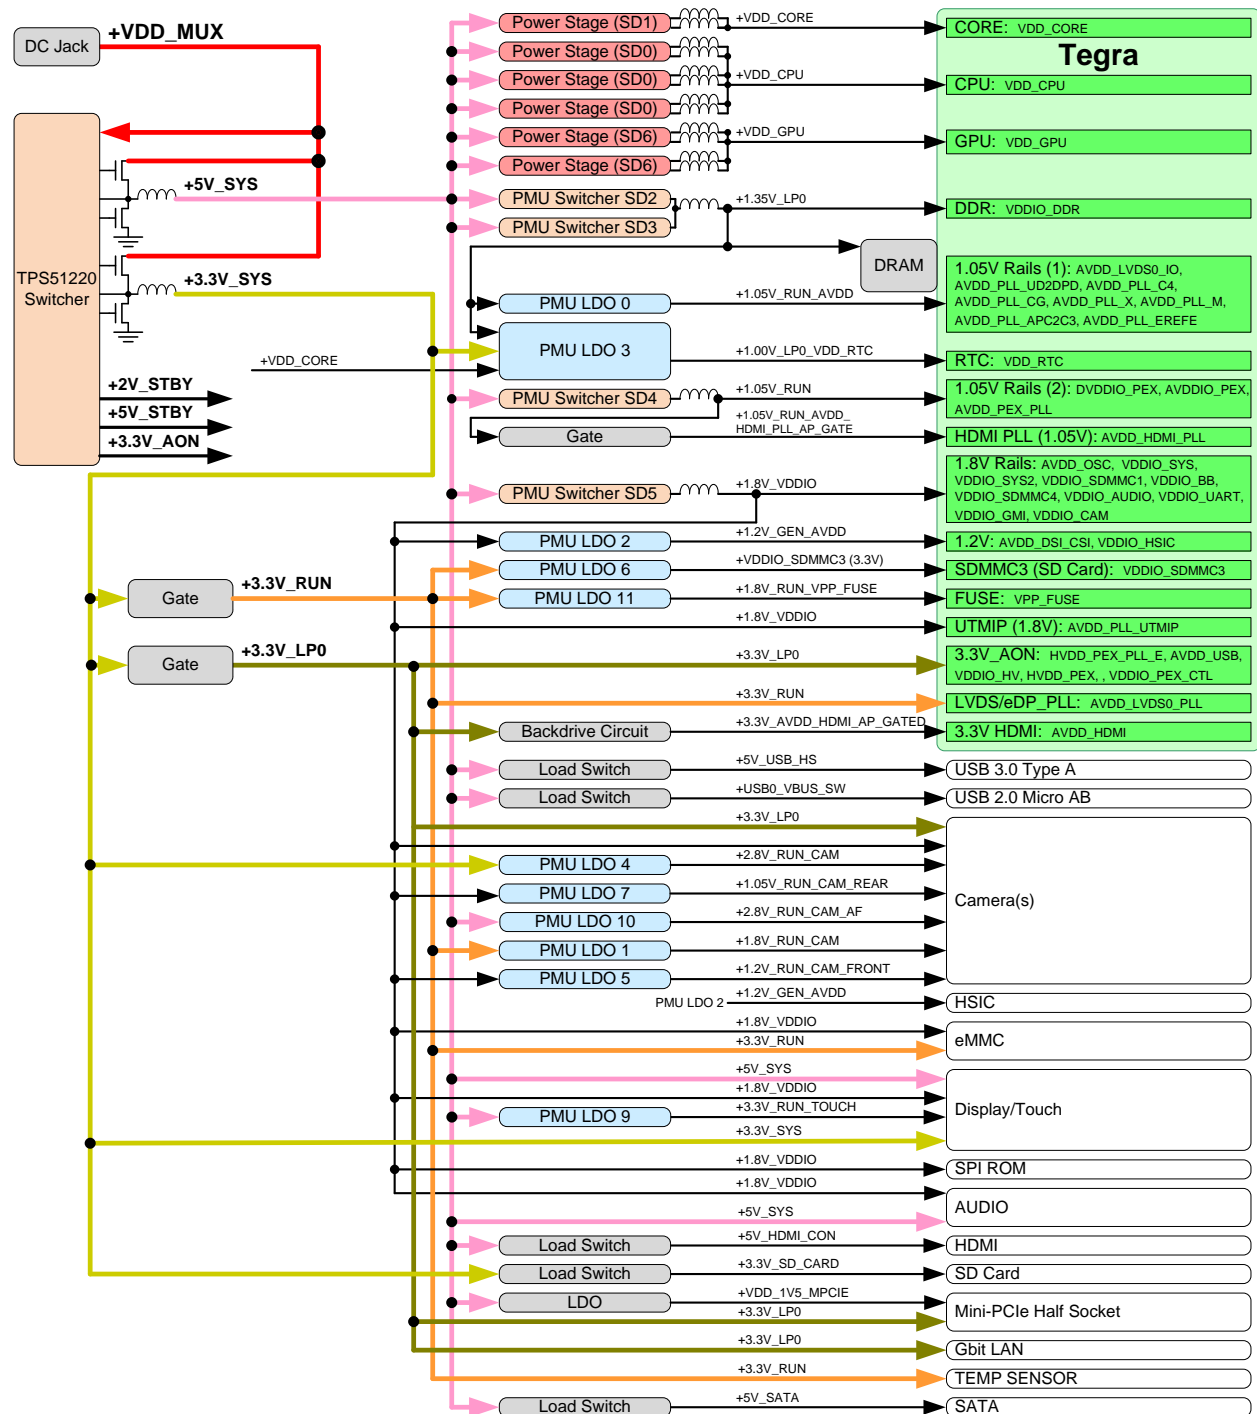 DC Jack
+VDD_MUX
TPS51220
Switcher
+5V_SYS
+3.3V_SYS
+2V_STBY
+5V_STBY
+3.3V_AON
+VDD_CORE
Gate
+3.3V_RUN
Gate
+3.3V_LP0
Tegra
Power Stage (SD1)
+VDD_CORE
CORE: VDD_CORE
Power Stage (SD0)
Power Stage (SD0)
+VDD_CPU
CPU: VDD_CPU
Power Stage (SD0)
Power Stage (SD6)
+VDD_GPU
GPU: VDD_GPU
Power Stage (SD6)
PMU Switcher SD2
+1.35V_LP0
DDR: VDDIO_DDR
PMU Switcher SD3
DRAM
PMU LDO 0
+1.05V_RUN_AVDD
1.05V Rails (1): AVDD_LVDS0_IO,
AVDD_PLL_UD2DPD, AVDD_PLL_C4,
AVDD_PLL_CG, AVDD_PLL_X, AVDD_PLL_M,
AVDD_PLL_APC2C3, AVDD_PLL_EREFE
PMU LDO 3
+1.00V_LP0_VDD_RTC
RTC: VDD_RTC
PMU Switcher SD4
+1.05V_RUN
1.05V Rails (2): DVDDIO_PEX, AVDDIO_PEX,
AVDD_PEX_PLL
Gate
+1.05V_RUN_AVDD_
HDMI_PLL_AP_GATE
HDMI PLL (1.05V): AVDD_HDMI_PLL
PMU Switcher SD5
+1.8V_VDDIO
1.8V Rails: AVDD_OSC, VDDIO_SYS,
VDDIO_SYS2, VDDIO_SDMMC1, VDDIO_BB,
VDDIO_SDMMC4, VDDIO_AUDIO, VDDIO_UART,
VDDIO_GMI, VDDIO_CAM
PMU LDO 2
+1.2V_GEN_AVDD
1.2V: AVDD_DSI_CSI, VDDIO_HSIC
PMU LDO 6
+VDDIO_SDMMC3 (3.3V)
SDMMC3 (SD Card): VDDIO_SDMMC3
PMU LDO 11
+1.8V_RUN_VPP_FUSE
FUSE: VPP_FUSE
+1.8V_VDDIO
UTMIP (1.8V): AVDD_PLL_UTMIP
+3.3V_LP0
3.3V_AON: HVDD_PEX_PLL_E, AVDD_USB,
VDDIO_HV, HVDD_PEX, , VDDIO_PEX_CTL
+3.3V_RUN
LVDS/eDP_PLL: AVDD_LVDS0_PLL
Backdrive Circuit
+3.3V_AVDD_HDMI_AP_GATED
3.3V HDMI: AVDD_HDMI
Load Switch
+5V_USB_HS
USB 3.0 Type A
Load Switch
+USB0_VBUS_SW
USB 2.0 Micro AB
+3.3V_LP0
PMU LDO 4
+2.8V_RUN_CAM
PMU LDO 7
+1.05V_RUN_CAM_REAR
Camera(s)
PMU LDO 10
+2.8V_RUN_CAM_AF
PMU LDO 1
+1.8V_RUN_CAM
PMU LDO 5
+1.2V_RUN_CAM_FRONT
PMU LDO 2
+1.2V_GEN_AVDD
HSIC
+1.8V_VDDIO
+3.3V_RUN
eMMC
+5V_SYS
+1.8V_VDDIO
PMU LDO 9
+3.3V_RUN_TOUCH
Display/Touch
+3.3V_SYS
+1.8V_VDDIO
SPI ROM
+1.8V_VDDIO
AUDIO
+5V_SYS
Load Switch
+5V_HDMI_CON
HDMI
Load Switch
+3.3V_SD_CARD
SD Card
LDO
+VDD_1V5_MPCIE
+3.3V_LP0
Mini-PCIe Half Socket
+3.3V_LP0
Gbit LAN
+3.3V_RUN
TEMP SENSOR
Load Switch
+5V_SATA
SATA